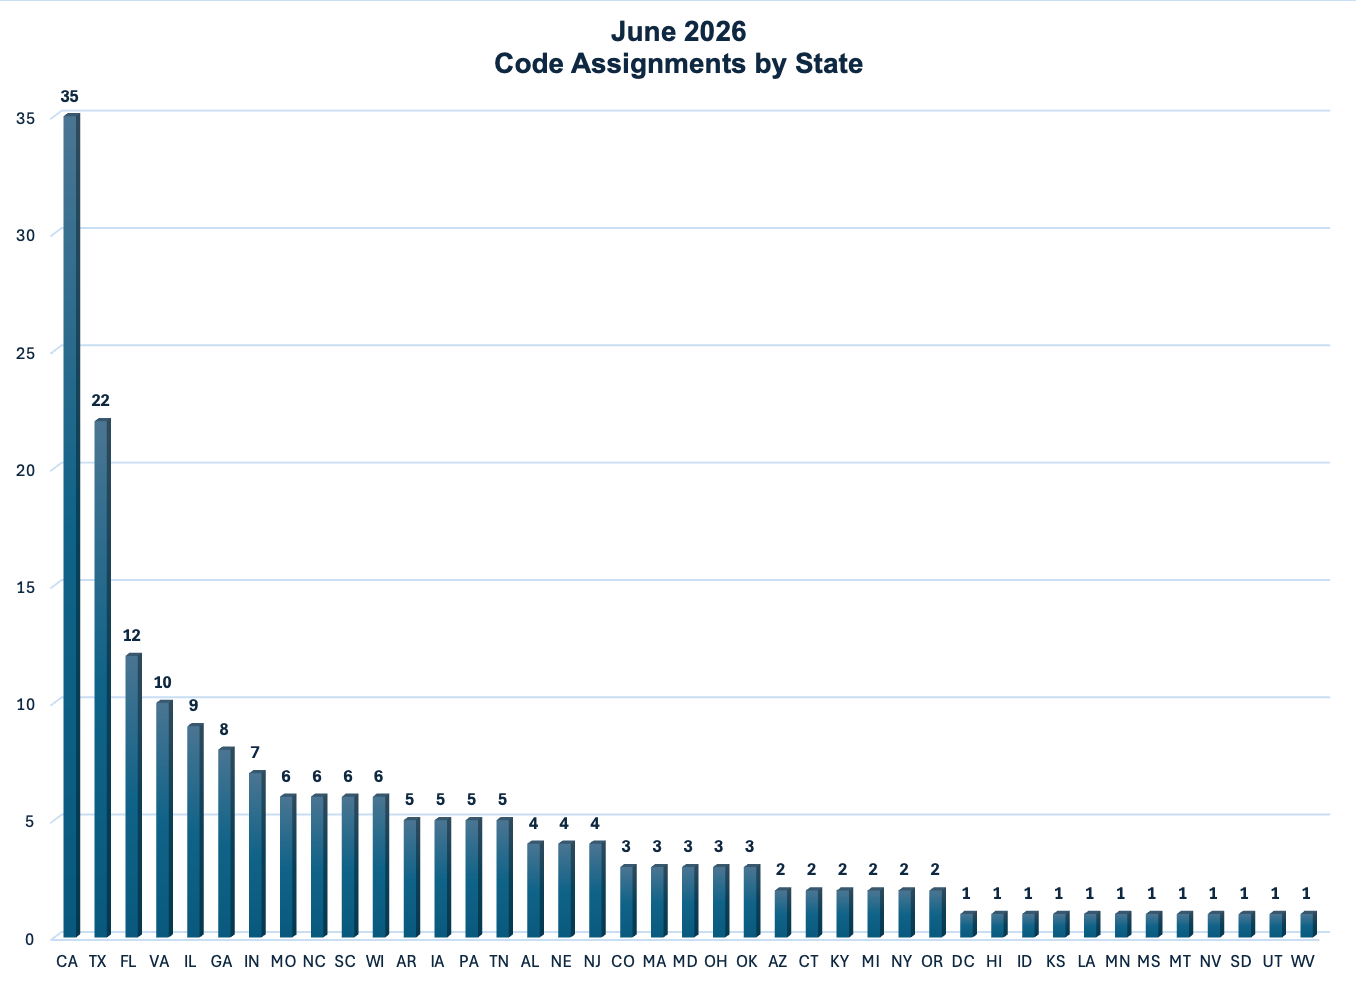 June 2026
Code Assignments by State
35
35
30
25
22
20
15
12
10
10
9
8
7
6 6 6 6
5 5 5 5
5
4 4 4
3 3 3 3 3
2 2 2 2 2 2
1 1 1 1 1 1 1 1 1 1 1 1
0
CA TX FL VA IL GA IN MO NC SC WI AR IA PA TN AL NE NJ CO MA MD OH OK AZ CT KY MI NY OR DC HI ID KS LA MN MS MT NV SD UT WV